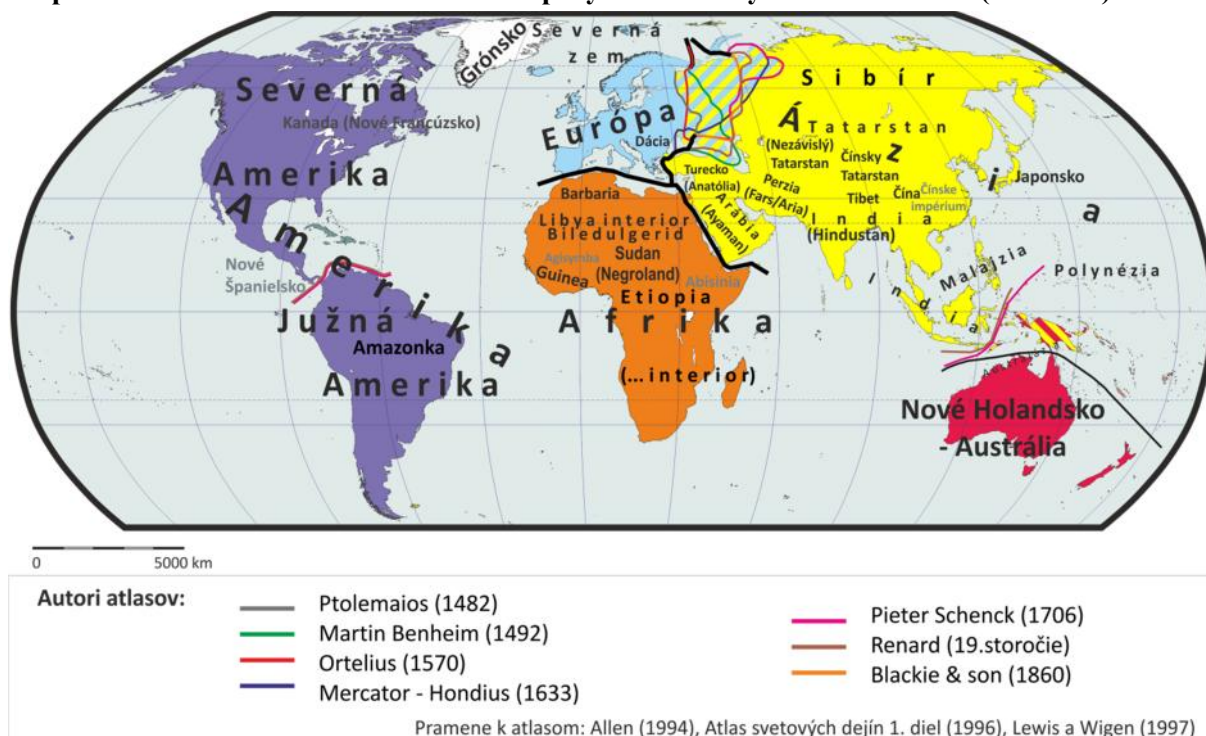 Severná
zem
Grónsko
Severná
Kanada (Nové Francúzsko)
Amerika
Amerika
Nové
Španielsko
Južná
Amazonka
Amerika
Európa
Dácia
Barbaria
Libya interior
Biledulgerid
Sudan
Agisymba
(Negroland)
Guinea
Abisínia
Etiopia
Afrika
(...interior)
Sibír
Ázia
Tatarstan
(Nezávislý)
Tatarstan
Čínsky
Tatarstan
Turecko
(Anatólia)
Perzia
(Fars/Aria)
Arábia
(Ayaman)
Tibet
Čína
Čínske
impérium
Japonsko
India
(Hindustán)
India
Malajzia
Polynézia
Nové Holandsko
- Austrália
0 5000 km
Autori atlasov:
Ptolemaios (1482)
Martin Benheim (1492)
Ortelius (1570)
Mercator - Hondius (1633)
Pieter Schenck (1706)
Renard (19.storočie)
Blackie & son (1860)
Pramene k atlasom: Allen (1994), Atlas svetových dejín 1. diel (1996), Lewis a Wigen (1997)